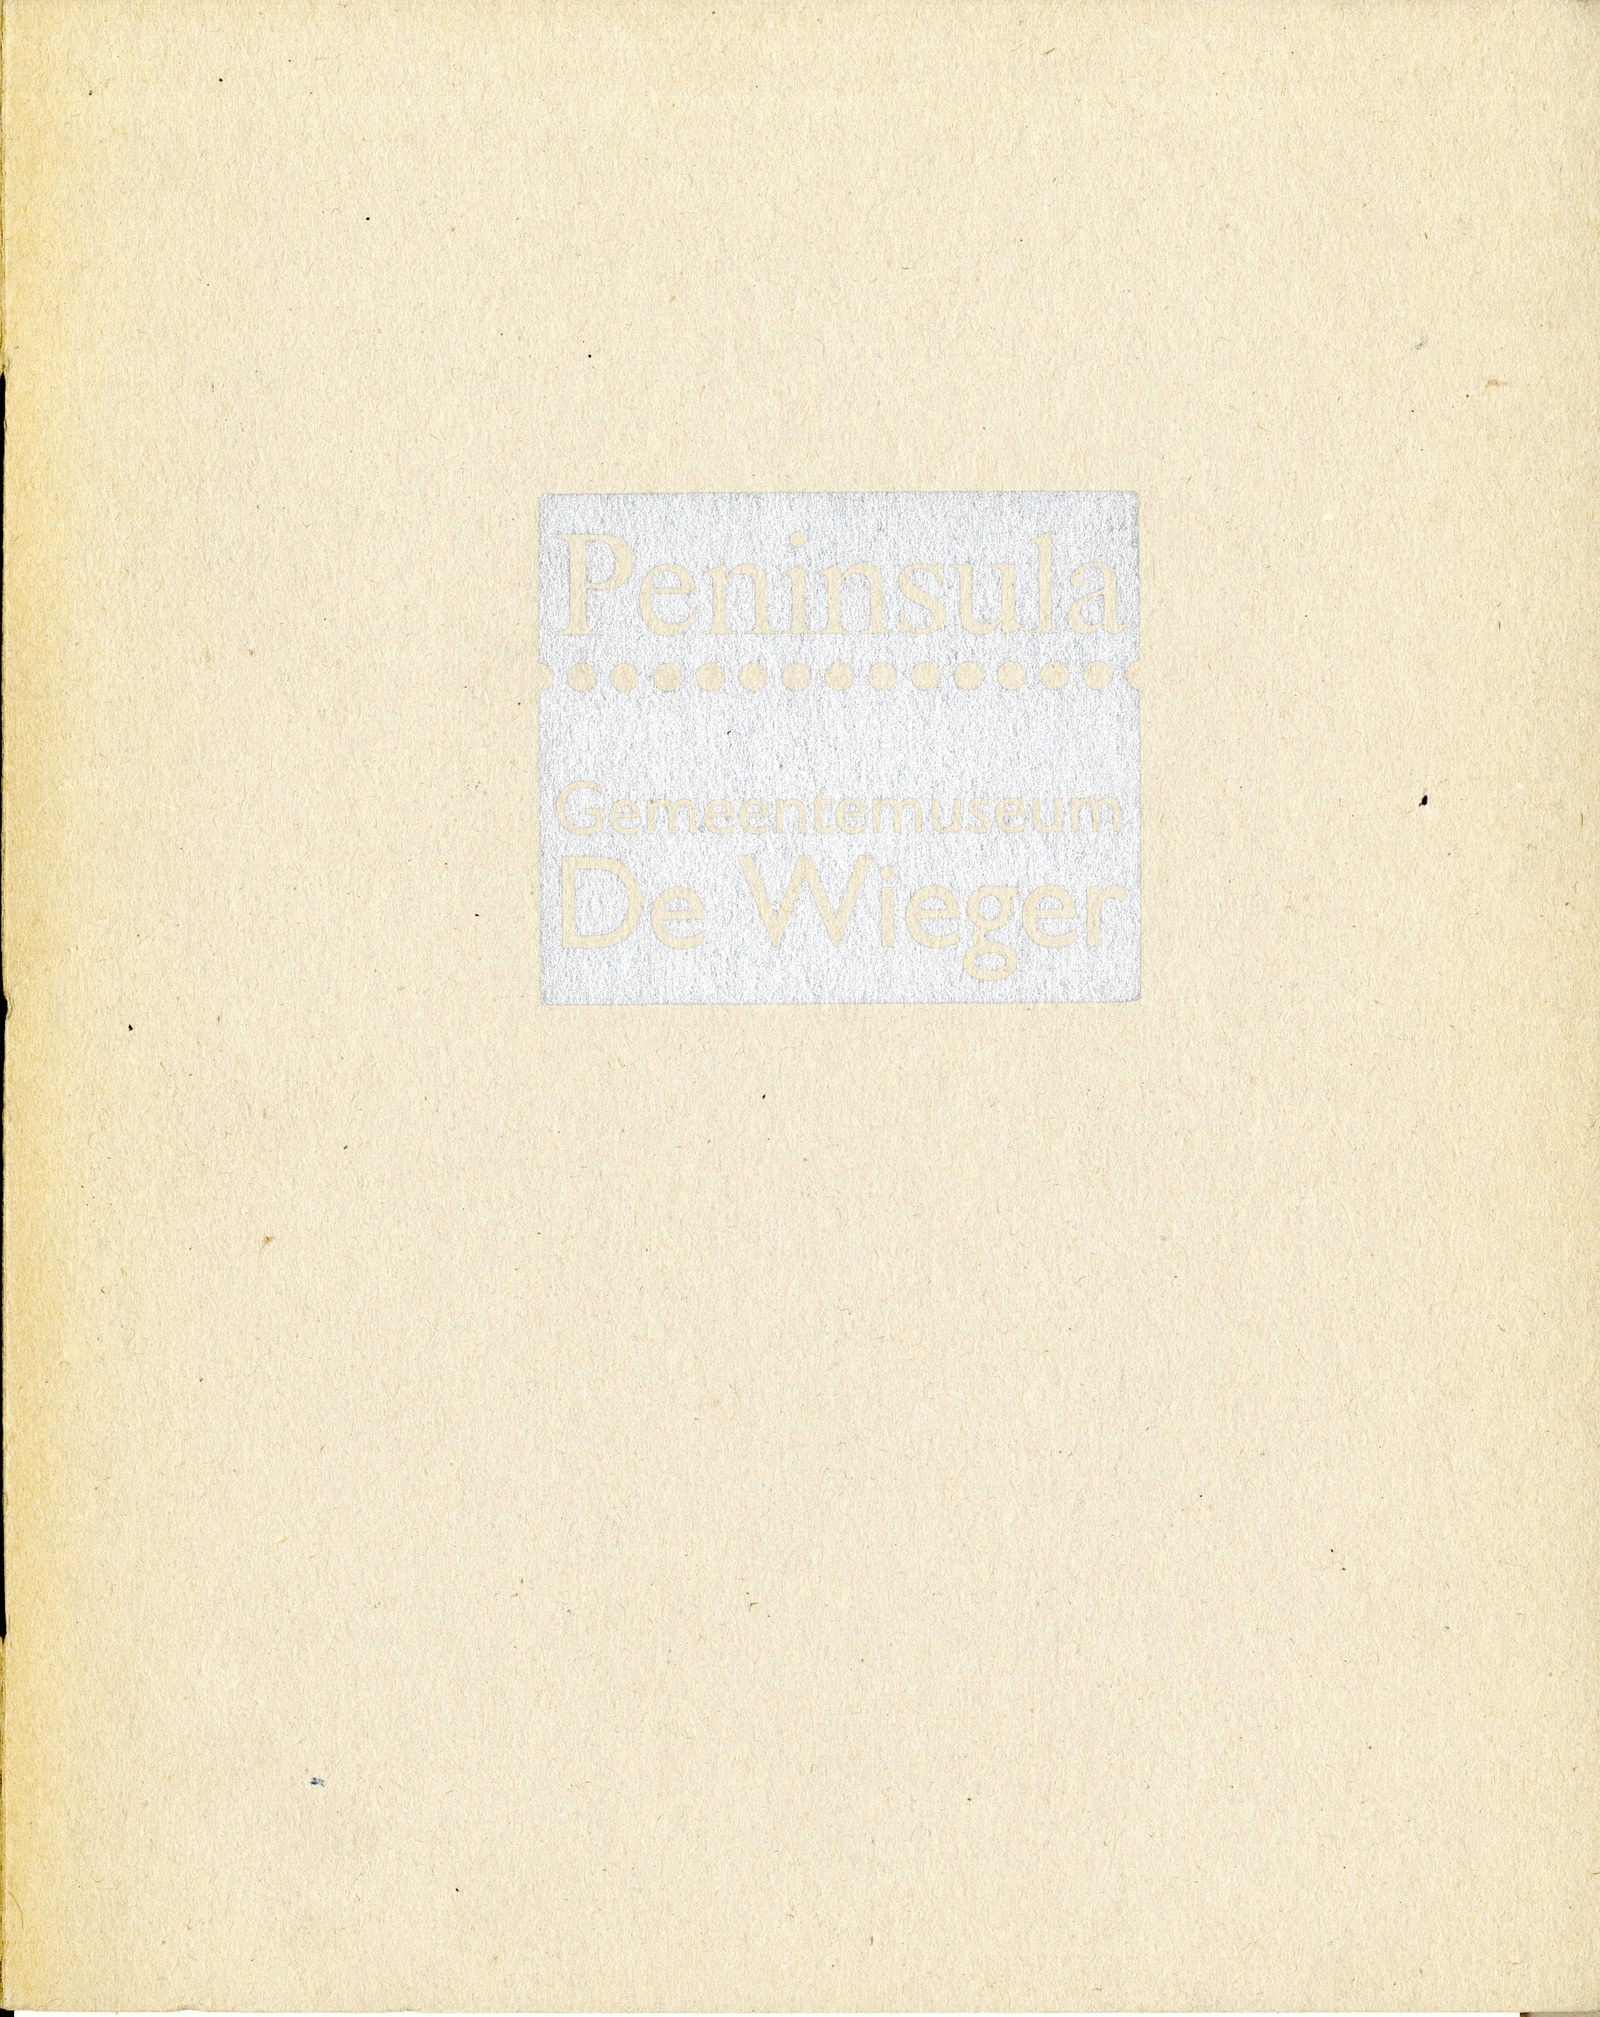 Peninsula
Gemeentemuseum
De Wieger